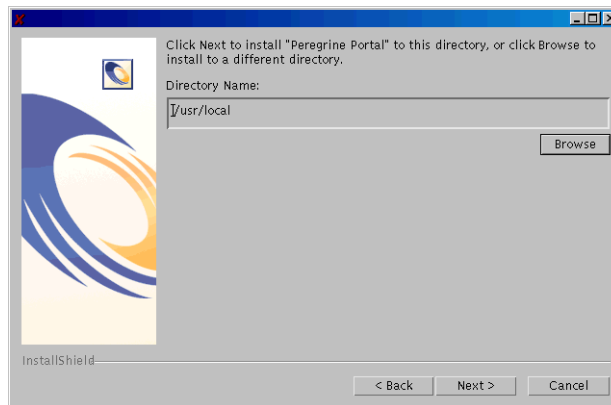 Click Next to install "Peregrine Portal" to this directory, or click Browse to
install to a different directory.
Directory Name:
/usr/local
Browse
InstallShield
< Back
Next >
Cancel